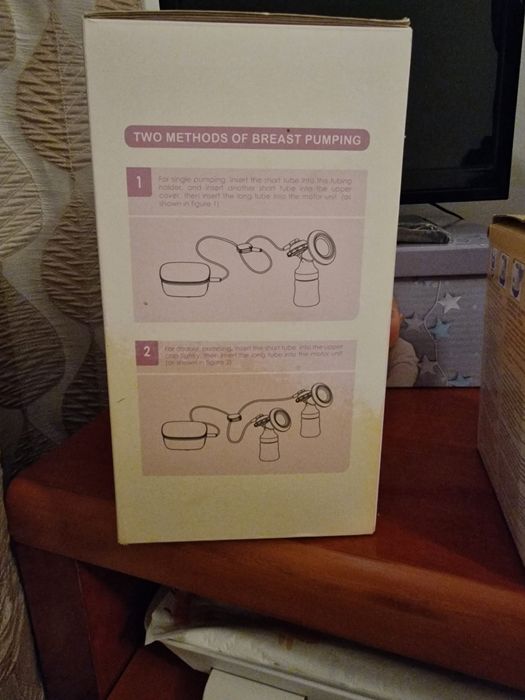 TWO METHODS OF BREAST PUMPING
1
For single pumping, insert the short tube into this tubing
holder, and insert another short tube into the upper
cover, then insert the long tube into the motor unit (as
shown in figure 1)
2
For double pumping, insert the short tube into the upper
cap tightly, then insert the long tube into the motor unit
(as shown in figure 2)